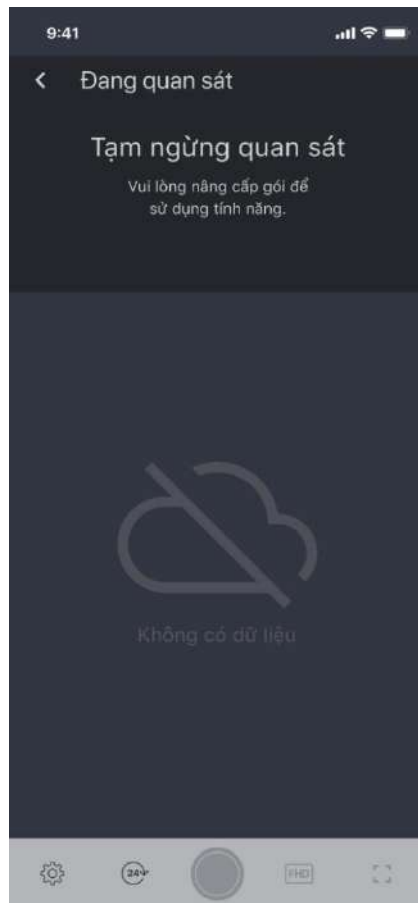 9:41
Đang quan sát
Tạm ngừng quan sát
Vui lòng nâng cấp gói để
sử dụng tính năng.
Không có dữ liệu
24
FHD